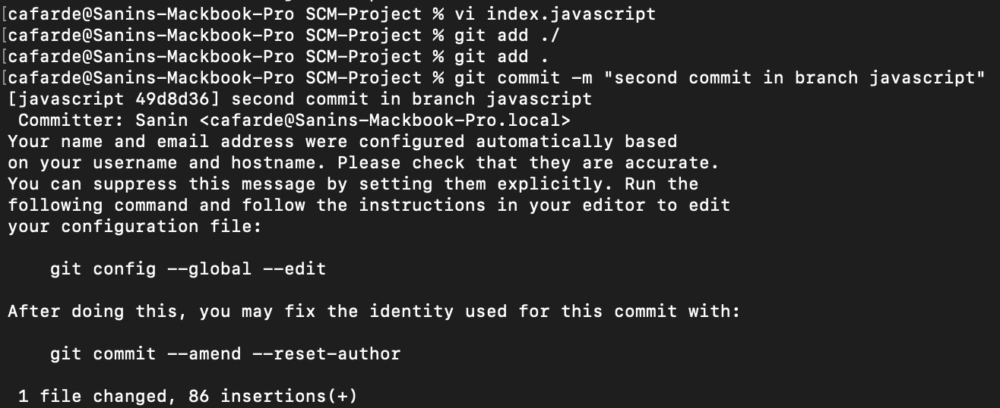 [cafarde@Sanins-Mackbook-Pro SCM-Project % vi index.javascript
[cafarde@Sanins-Mackbook-Pro SCM-Project % git add ./
[cafarde@Sanins-Mackbook-Pro SCM-Project % git add .
[cafarde@Sanins-Mackbook-Pro SCM-Project % git commit -m "second commit in branch javascript"
[javascript 49d8d36] second commit in branch javascript
 Committer: Sanin <cafarde@Sanins-Mackbook-Pro.local>
Your name and email address were configured automatically based
on your username and hostname. Please check that they are accurate.
You can suppress this message by setting them explicitly. Run the
following command and follow the instructions in your editor to edit
your configuration file:

    git config --global --edit

After doing this, you may fix the identity used for this commit with:

    git commit --amend --reset-author

 1 file changed, 86 insertions(+)